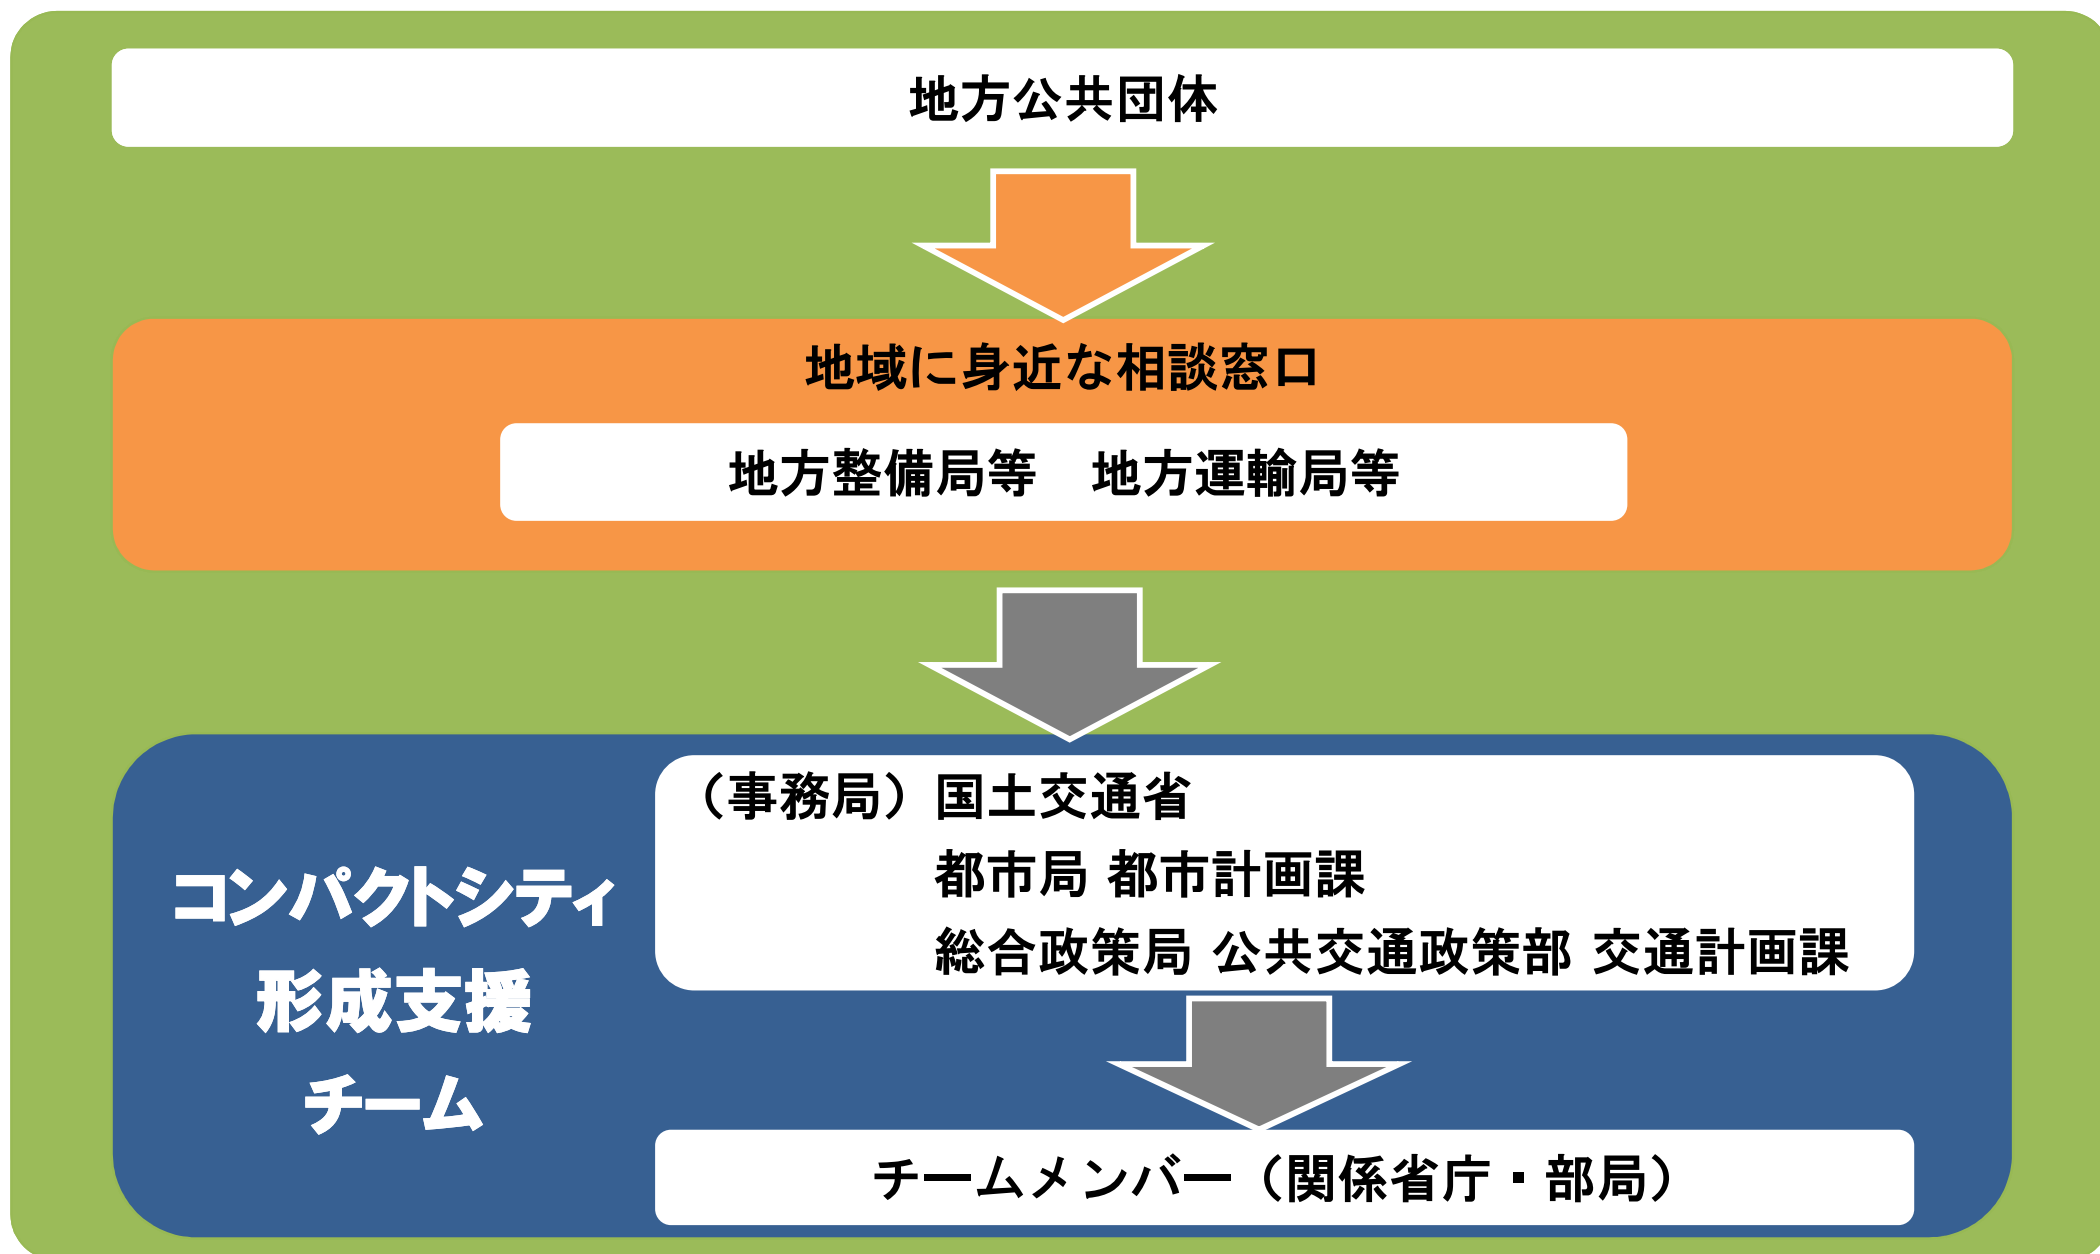 地方公共団体
地域に身近な相談窓口
地方整備局等　地方運輸局等
コンパクトシティ
形成支援
チーム
（事務局）国土交通省
都市局 都市計画課
総合政策局 公共交通政策部 交通計画課
チームメンバー（関係省庁・部局）